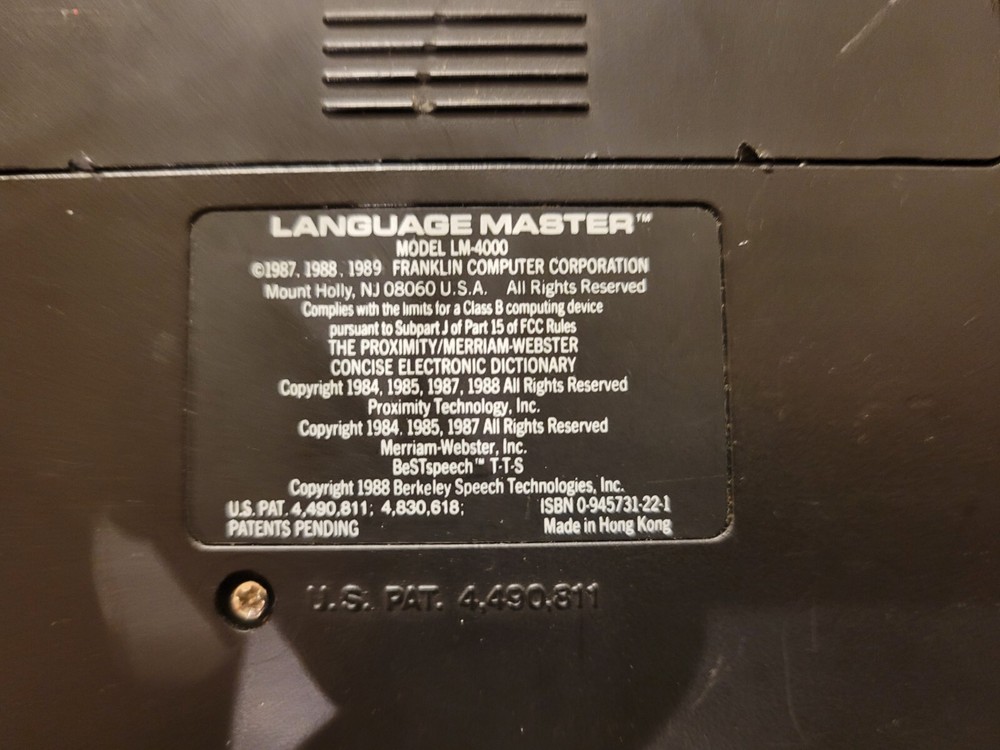 LANGUAGE MASTER™
MODEL LM-4000
©1987, 1988, 1989 FRANKLIN COMPUTER CORPORATION
Mount Holly, NJ 08060 U.S.A. All Rights Reserved
Complies with the limits for a Class B computing device
pursuant to Subpart J of Part 15 of FCC Rules
THE PROXIMITY/MERRIAM-WEBSTER
CONCISE ELECTRONIC DICTIONARY
Copyright 1984, 1985, 1987, 1988 All Rights Reserved
Proximity Technology, Inc.
Copyright 1984, 1985, 1987 All Rights Reserved
Merriam-Webster, Inc.
BeSTspeech™ T-T-S
Copyright 1988 Berkeley Speech Technologies, Inc.
U.S. PAT. 4,490,811; 4,830,618; ISBN 0-945731-22-1
PATENTS PENDING Made in Hong Kong
U.S. PAT. 4,490,811